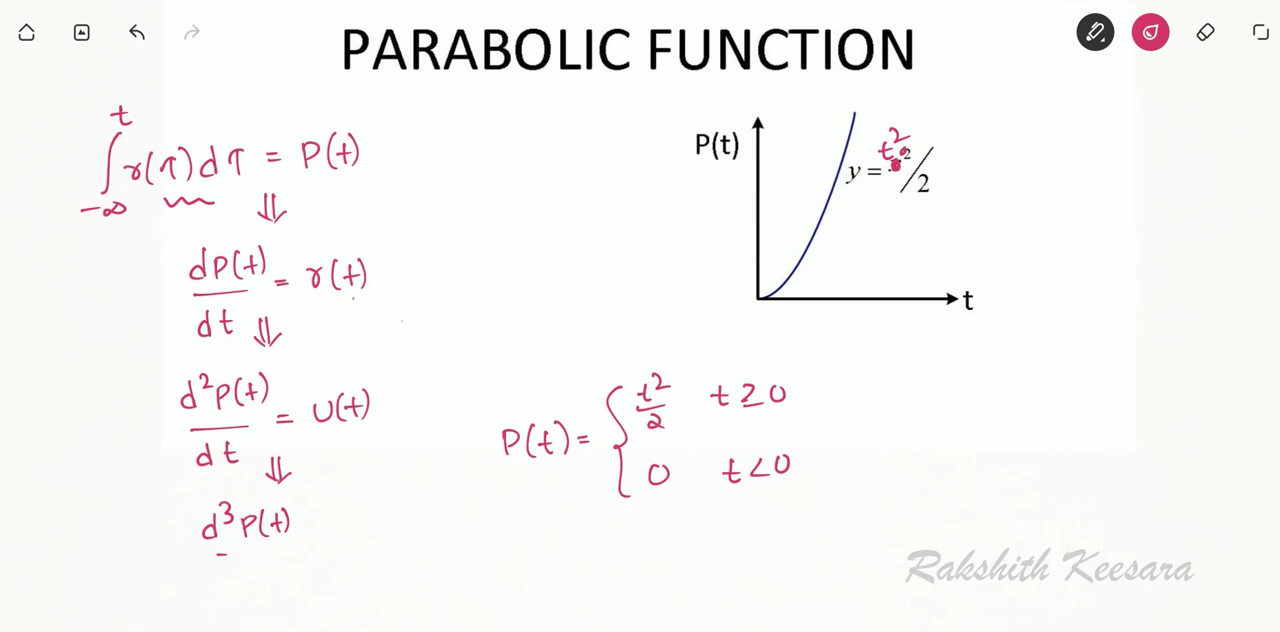 PARABOLIC FUNCTION
∫_{-∞}^{t} r(τ)dτ = P(t)
⇓
dP(t)/dt = r(t)
⇓
d²P(t)/dt = U(t)
⇓
d³P(t)
P(t)
y = t²/2
t
P(t) = { t²/2 t≥0
0 t<0
Rakshith Keesara